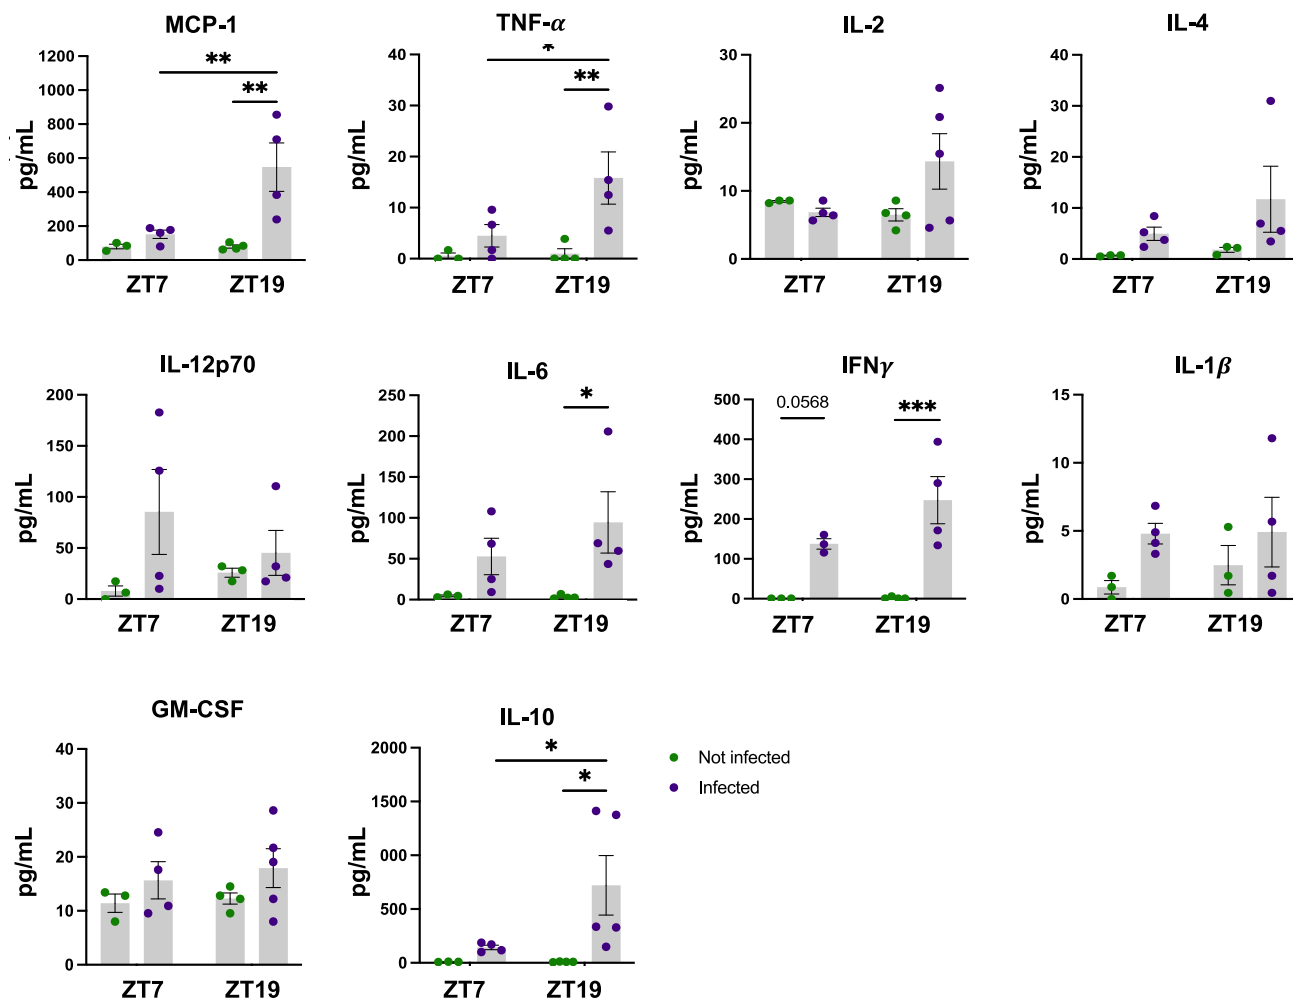 MCP-1
1200
1000
800
600
400
200
0
pg/mL
**
**
ZT7 ZT19
TNF-α
40
30
20
10
0
pg/mL
*
**
ZT7 ZT19
IL-2
30
20
10
0
pg/mL
ZT7 ZT19
IL-4
40
30
20
10
0
pg/mL
ZT7 ZT19
IL-12p70
200
150
100
50
0
pg/mL
ZT7 ZT19
IL-6
250
200
150
100
50
0
pg/mL
*
ZT7 ZT19
IFNγ
500
400
300
200
100
0
pg/mL
0.0568
***
ZT7 ZT19
IL-1β
15
10
5
0
pg/mL
ZT7 ZT19
GM-CSF
40
30
20
10
0
pg/mL
ZT7 ZT19
IL-10
2000
1500
000
500
0
pg/mL
*
*
ZT7 ZT19
Not infected
Infected